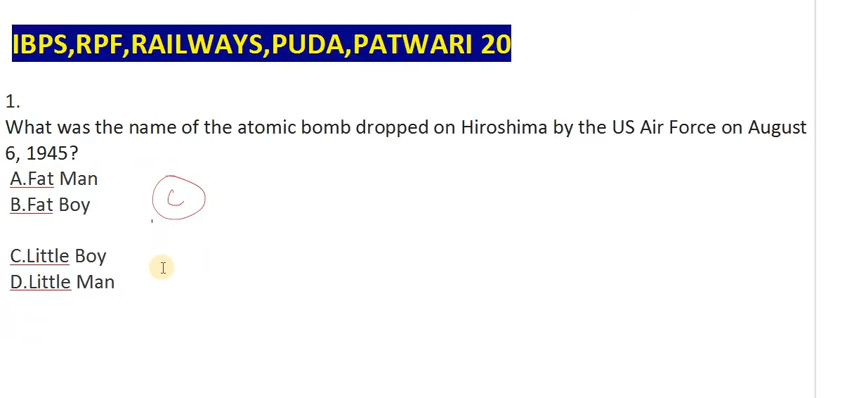 IBPS,RPF,RAILWAYS,PUDA,PATWARI 20
1.
What was the name of the atomic bomb dropped on Hiroshima by the US Air Force on August
6, 1945?
A.Fat Man
B.Fat Boy
C
C.Little Boy
D.Little Man